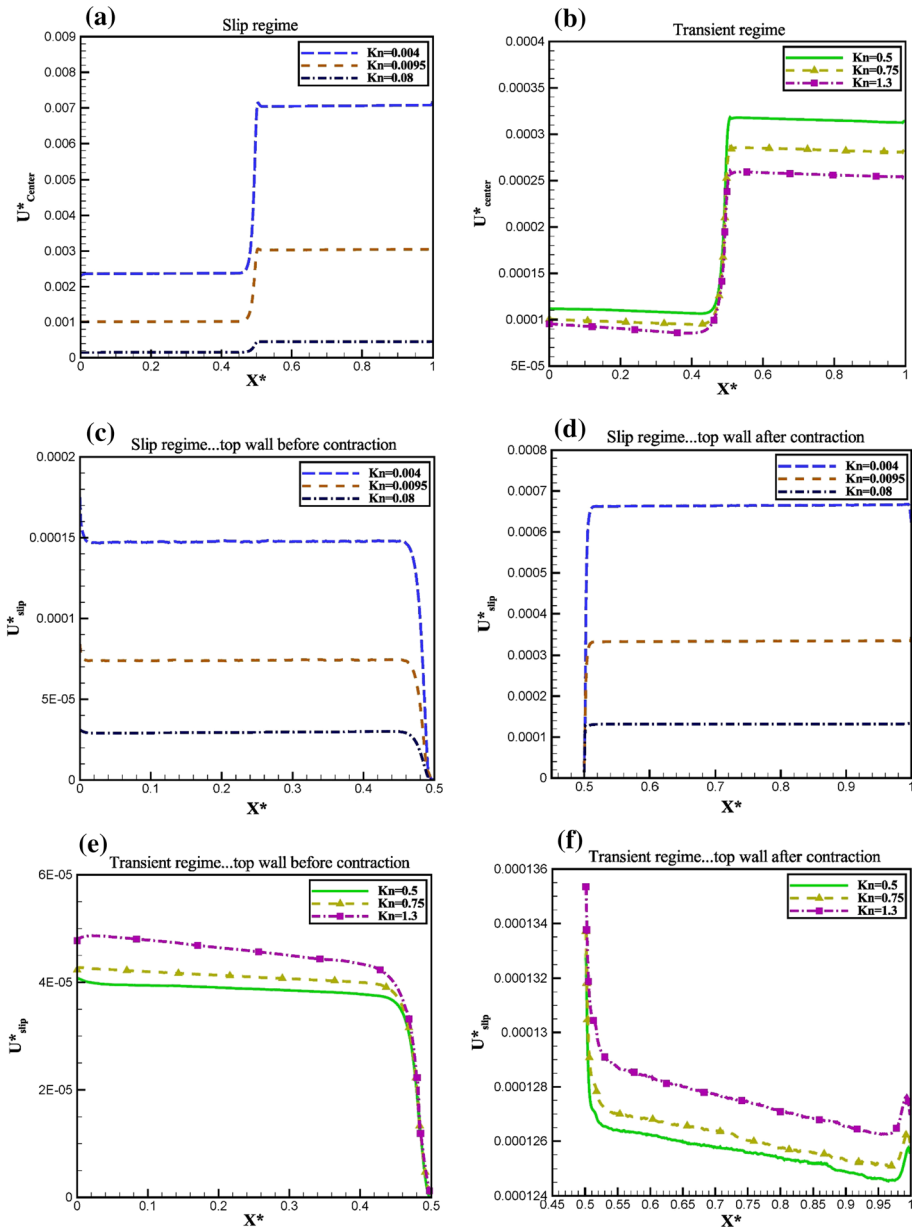 (a)
Slip regime
0.009
0.008
0.007
0.006
0.005
0.004
0.003
0.002
0.001
0
U*Center
Kn=0.004
Kn=0.0095
Kn=0.08
0 0.2 0.4 0.6 0.8 1
X*
(b)
Transient regime
0.0004
0.00035
0.0003
0.00025
0.0002
0.00015
0.0001
5E-05
U*center
Kn=0.5
Kn=0.75
Kn=1.3
0 0.2 0.4 0.6 0.8 1
X*
(c)
Slip regime...top wall before contraction
0.0002
0.00015
0.0001
5E-05
0
U*slip
Kn=0.004
Kn=0.0095
Kn=0.08
0 0.1 0.2 0.3 0.4 0.5
X*
(d)
Slip regime...top wall after contraction
0.0008
0.0007
0.0006
0.0005
0.0004
0.0003
0.0002
0.0001
0
U*slip
Kn=0.004
Kn=0.0095
Kn=0.08
0.5 0.6 0.7 0.8 0.9 1
X*
(e)
Transient regime...top wall before contraction
6E-05
4E-05
2E-05
0
U*slip
Kn=0.5
Kn=0.75
Kn=1.3
0 0.1 0.2 0.3 0.4 0.5
X*
(f)
Transient regime...top wall after contraction
0.000136
0.000134
0.000132
0.00013
0.000128
0.000126
0.000124
U*slip
Kn=0.5
Kn=0.75
Kn=1.3
0.45 0.5 0.55 0.6 0.65 0.7 0.75 0.8 0.85 0.9 0.95 1
X*